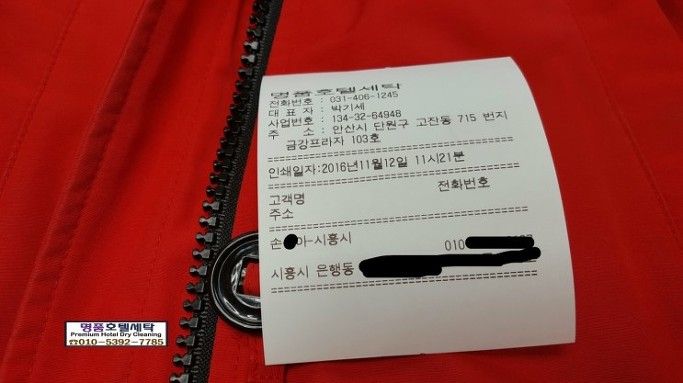 명품호텔세탁
전화번호 : 031-406-1245
대 표 자 : 박기세
사업번호 : 134-32-64948
주 소 : 안산시 단원구 고잔동 715 번지
금강프라자 103호
인쇄일자:2016년11월12일 11시21분
고객명 전화번호
주소
손 아-시흥시 010
시흥시 은행동
명품호텔세탁
Premium Hotel Dry Cleaning
☎010-5392-7785